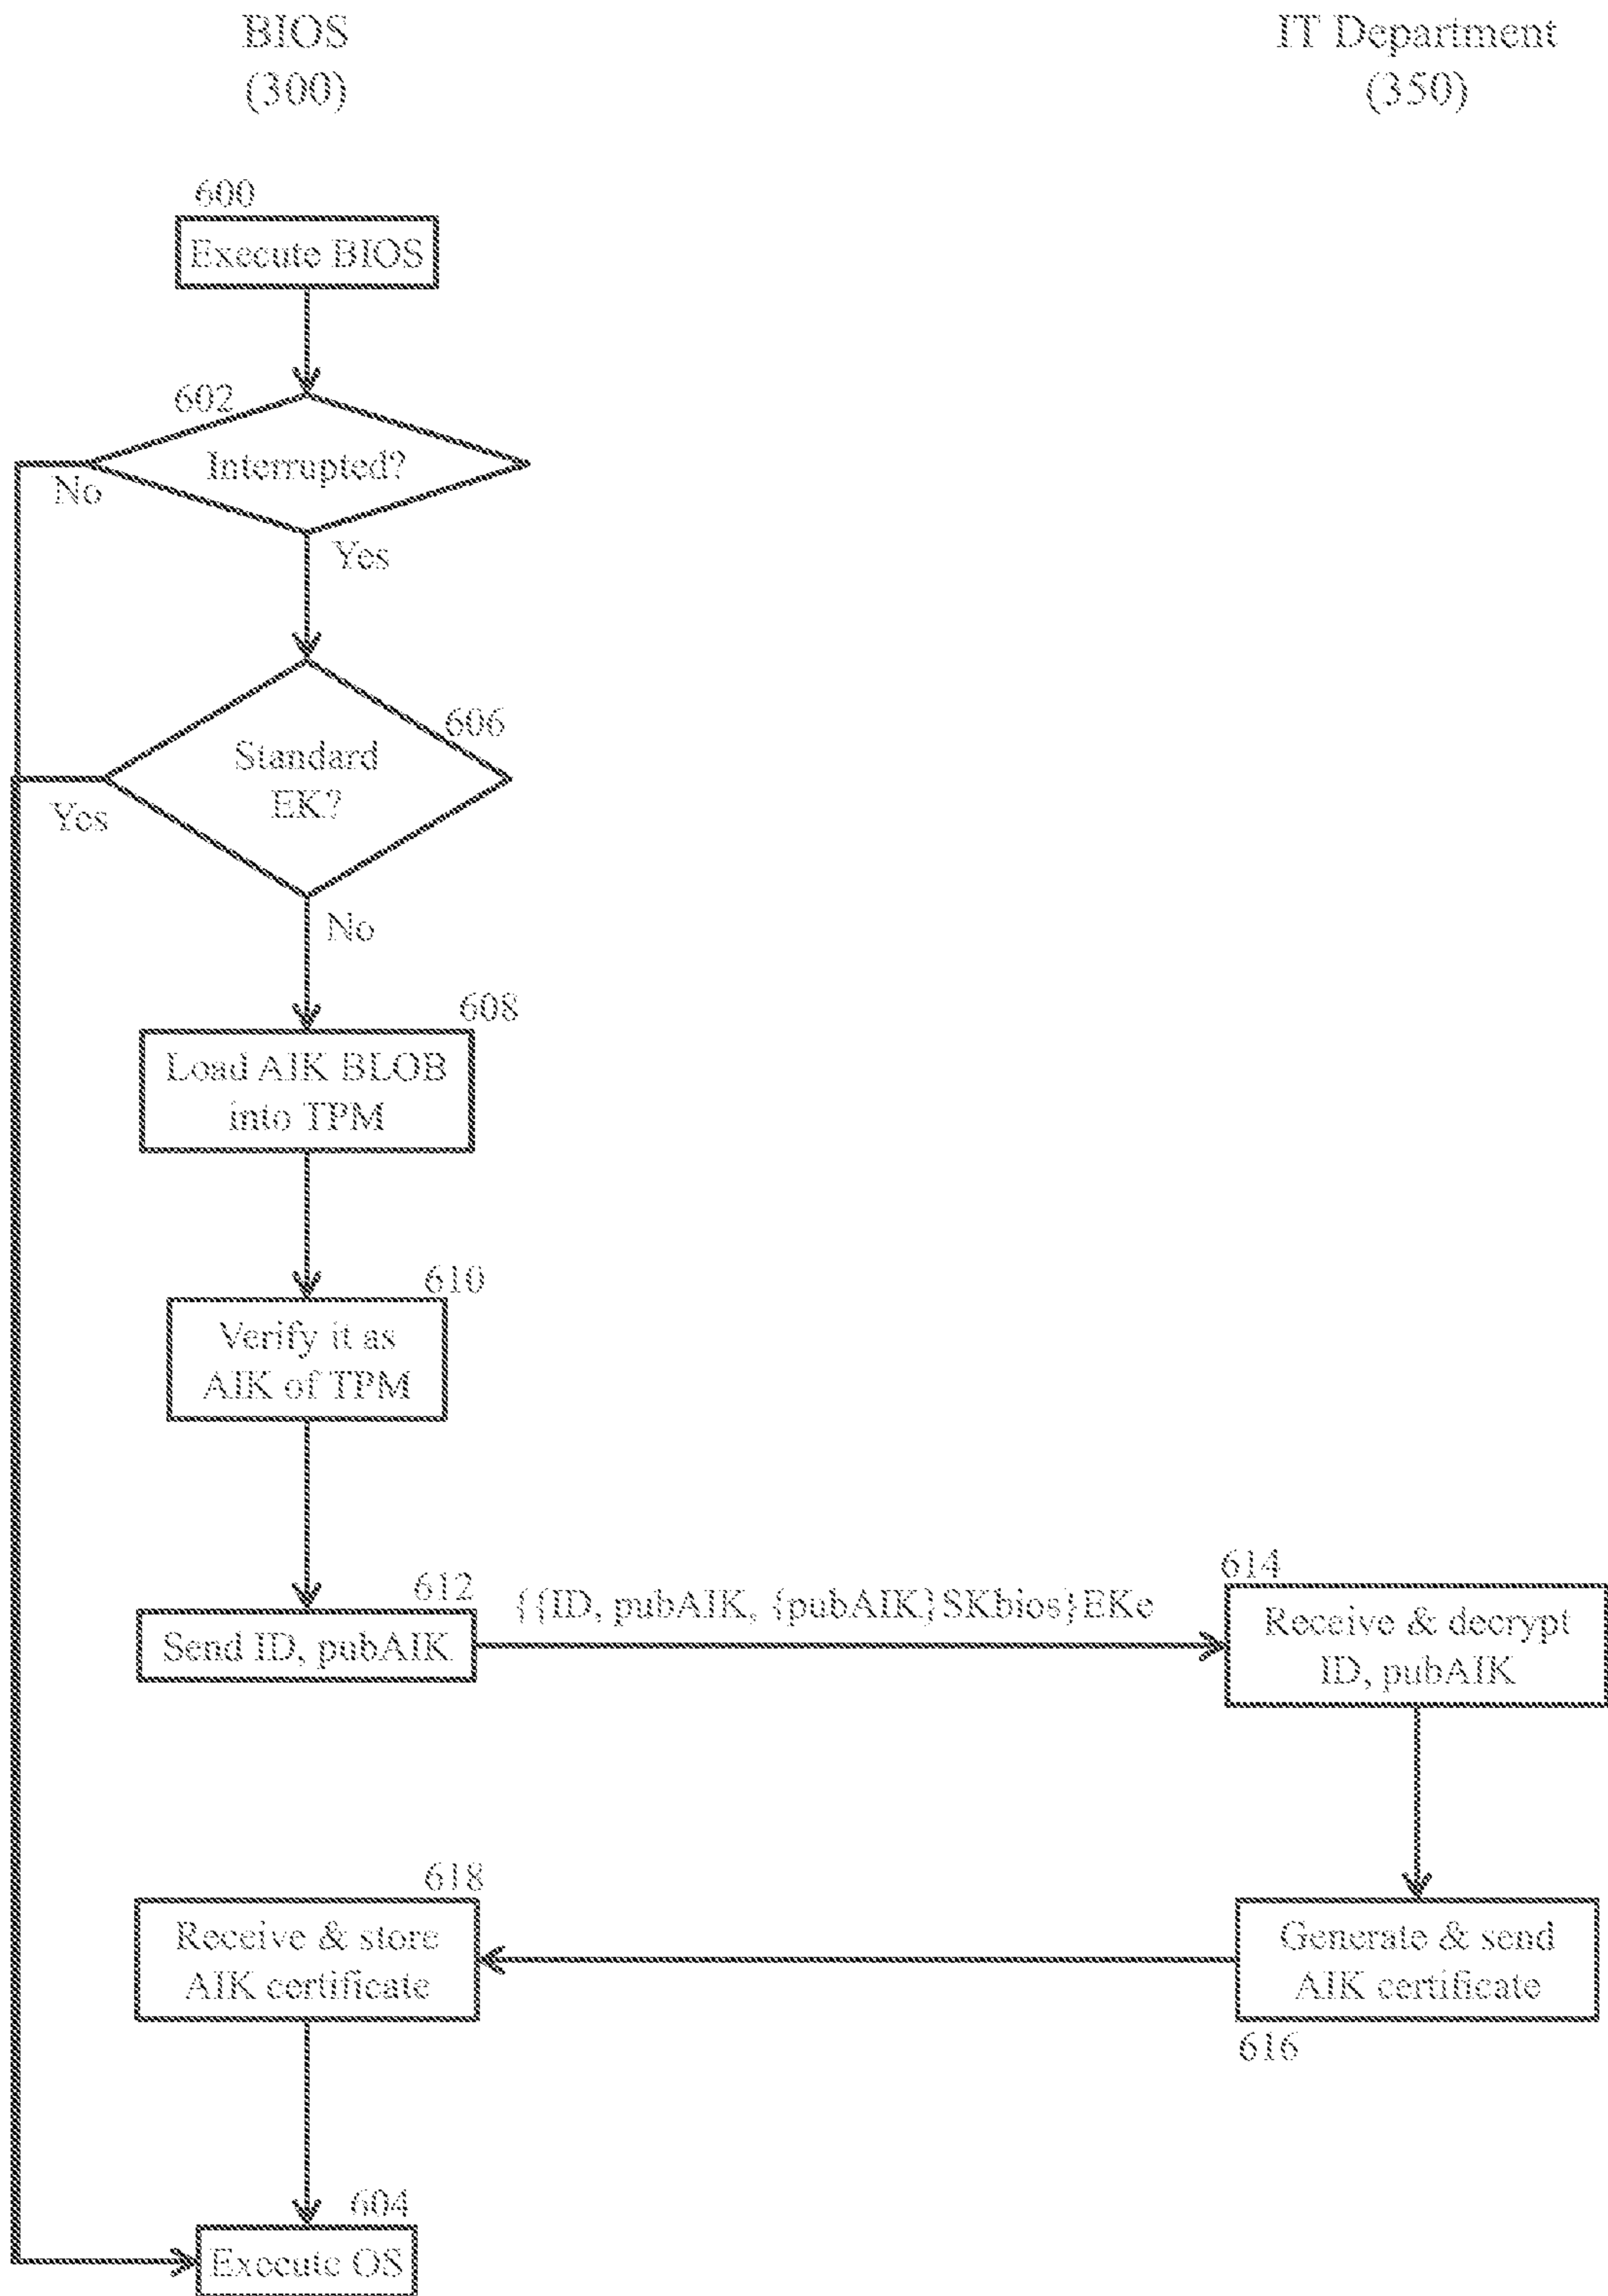 BIOS
(300)
IT Department
(350)
600
Execute BIOS
602
Interrupted?
No
Yes
606
Standard
EK?
Yes
No
608
Load AIK BLOB
into TPM
610
Verify it as
AIK of TPM
612
Send ID, pubAIK
{{ID, pubAIK, {pubAIK}SKbios}EKe
614
Receive & decrypt
ID, pubAIK
618
Receive & store
AIK certificate
Generate & send
AIK certificate
616
604
Execute OS